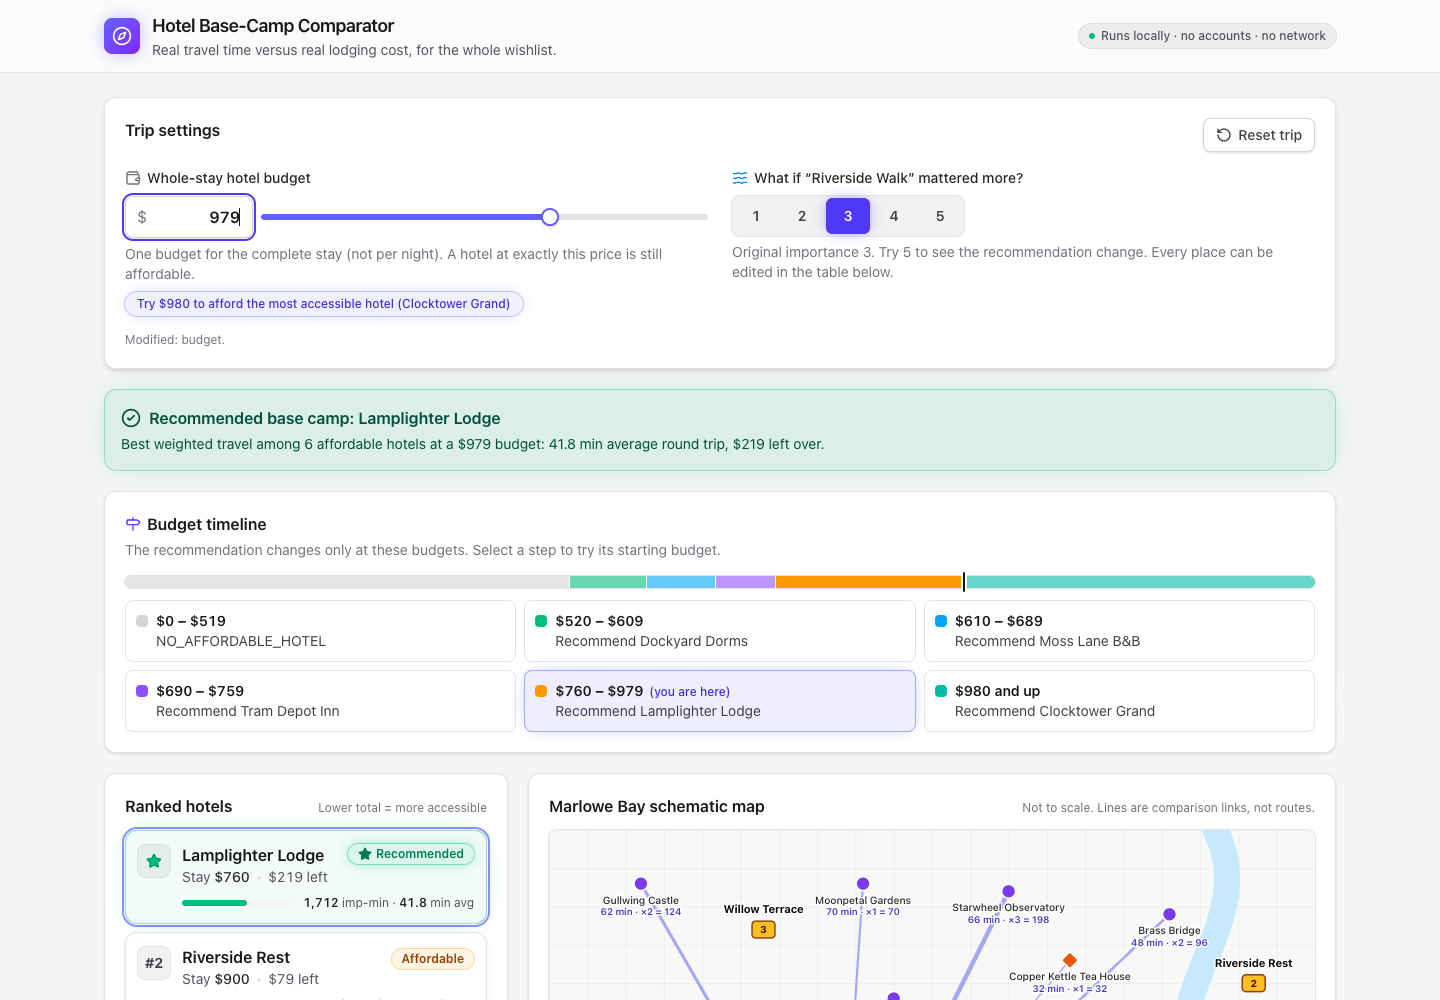 Hotel Base-Camp Comparator
Real travel time versus real lodging cost, for the whole wishlist.
Runs locally · no accounts · no network
Trip settings
Reset trip
Whole-stay hotel budget
$ 979
One budget for the complete stay (not per night). A hotel at exactly this price is still
affordable.
Try $980 to afford the most accessible hotel (Clocktower Grand)
Modified: budget.
What if “Riverside Walk” mattered more?
1 2 3 4 5
Original importance 3. Try 5 to see the recommendation change. Every place can be
edited in the table below.
Recommended base camp: Lamplighter Lodge
Best weighted travel among 6 affordable hotels at a $979 budget: 41.8 min average round trip, $219 left over.
Budget timeline
The recommendation changes only at these budgets. Select a step to try its starting budget.
$0 – $519
NO_AFFORDABLE_HOTEL
$520 – $609
Recommend Dockyard Dorms
$610 – $689
Recommend Moss Lane B&B
$690 – $759
Recommend Tram Depot Inn
$760 – $979 (you are here)
Recommend Lamplighter Lodge
$980 and up
Recommend Clocktower Grand
Ranked hotels
Lower total = more accessible
Lamplighter Lodge
Recommended
Stay $760 · $219 left
1,712 imp-min · 41.8 min avg
#2
Riverside Rest
Affordable
Stay $900 · $79 left
Marlowe Bay schematic map
Not to scale. Lines are comparison links, not routes.
Gullwing Castle
62 min · ×2 = 124
Willow Terrace
3
Moonpetal Gardens
70 min · ×1 = 70
Starwheel Observatory
66 min · ×3 = 198
Brass Bridge
48 min · ×2 = 96
Copper Kettle Tea House
32 min · ×1 = 32
Riverside Rest
2